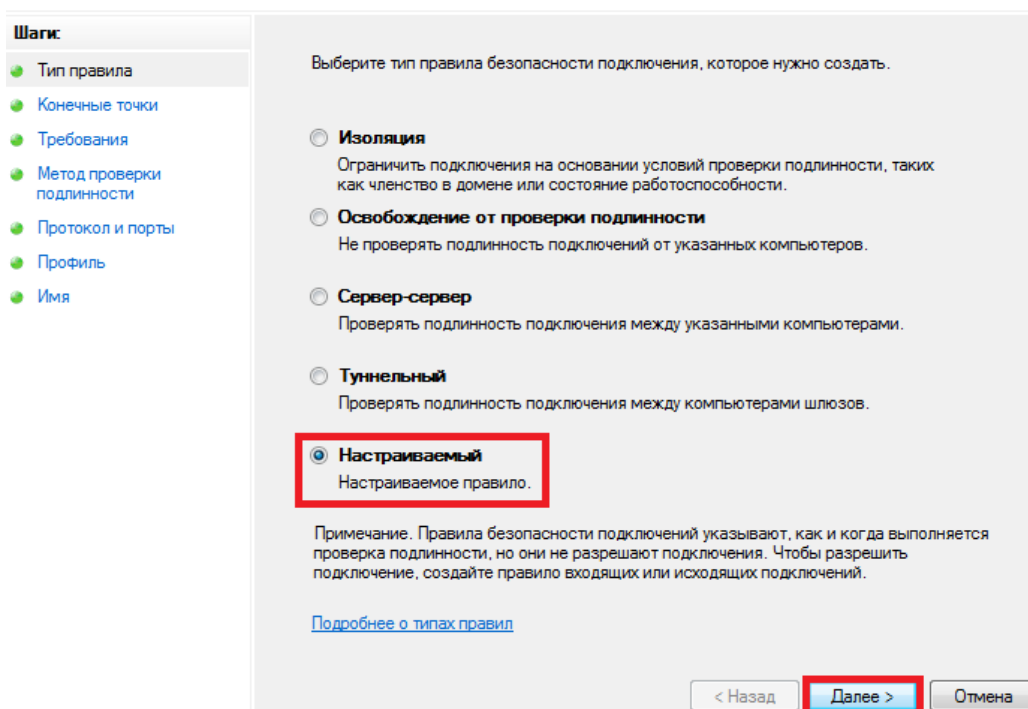 Шаги:
Тип правила
Конечные точки
Требования
Метод проверки
подлинности
Протокол и порты
Профиль
Имя
Выберите тип правила безопасности подключения, которое нужно создать.
Изоляция
Ограничить подключения на основании условий проверки подлинности, таких
как членство в домене или состояние работоспособности.
Освобождение от проверки подлинности
Не проверять подлинность подключений от указанных компьютеров.
Сервер-сервер
Проверять подлинность подключения между указанными компьютерами.
Туннельный
Проверять подлинность подключения между компьютерами шлюзов.
Настраиваемый
Настраиваемое правило.
Примечание. Правила безопасности подключений указывают, как и когда выполняется
проверка подлинности, но они не разрешают подключения. Чтобы разрешить
подключение, создайте правило входящих или исходящих подключений.
Подробнее о типах правил
< Назад
Далее >
Отмена